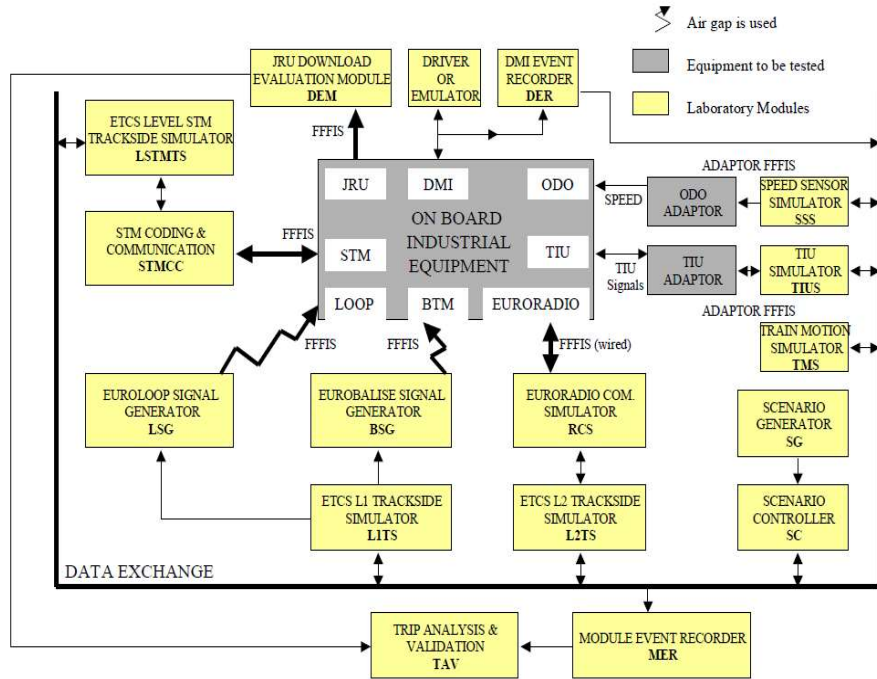 Air gap is used
Equipment to be tested
Laboratory Modules
JRU DOWNLOAD
EVALUATION MODULE
DEM
DRIVER
OR
EMULATOR
DMI EVENT
RECORDER
DER
ETCS LEVEL STM
TRACKSIDE SIMULATOR
LSTMTS
STM CODING &
COMMUNICATION
STMCC
FFFIS
FFFIS
JRU
DMI
ODO
ON BOARD
INDUSTRIAL
EQUIPMENT
STM
TIU
LOOP
BTM
EURORADIO
ADAPTOR FFFIS
SPEED
ODO
ADAPTOR
SPEED SENSOR
SIMULATOR
SSS
TIU
Signals
TIU
ADAPTOR
TIU
SIMULATOR
TIUS
ADAPTOR FFFIS
TRAIN MOTION
SIMULATOR
TMS
FFFIS
FFFIS
FFFIS (wired)
EUROLOOP SIGNAL
GENERATOR
LSG
EUROBALISE SIGNAL
GENERATOR
BSG
EURORADIO COM.
SIMULATOR
RCS
SCENARIO
GENERATOR
SG
ETCS L1 TRACKSIDE
SIMULATOR
L1TS
ETCS L2 TRACKSIDE
SIMULATOR
L2TS
SCENARIO
CONTROLLER
SC
DATA EXCHANGE
TRIP ANALYSIS &
VALIDATION
TAV
MODULE EVENT RECORDER
MER